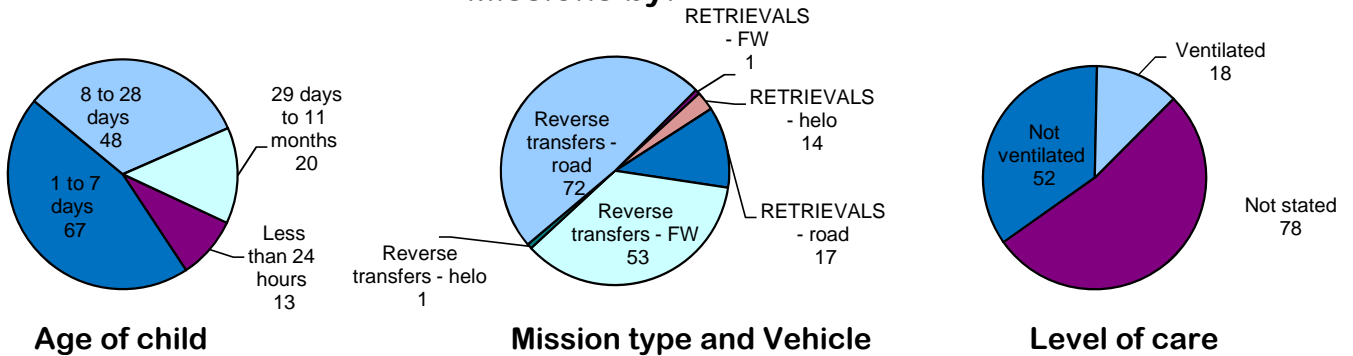 RETRIEVALS
- FW
1
8 to 28
days
48
29 days
to 11
months
20
1 to 7
days
67
Less
than 24
hours
13
Age of child
Reverse
transfers -
road
72
RETRIEVALS
- helo
14
RETRIEVALS
- road
17
Reverse
transfers - FW
53
Reverse
transfers - helo
1
Mission type and Vehicle
Ventilated
18
Not
ventilated
52
Not stated
78
Level of care